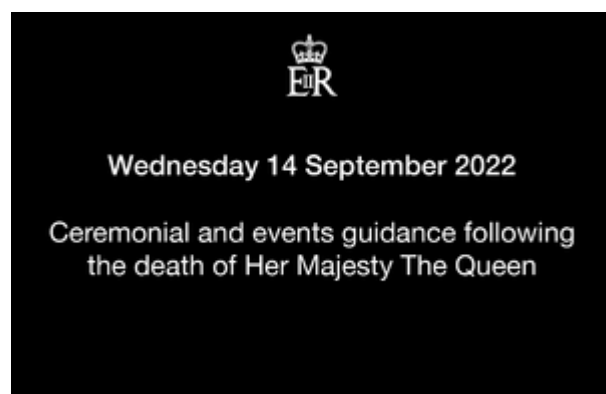 EIIR
Wednesday 14 September 2022
Ceremonial and events guidance following
the death of Her Majesty The Queen